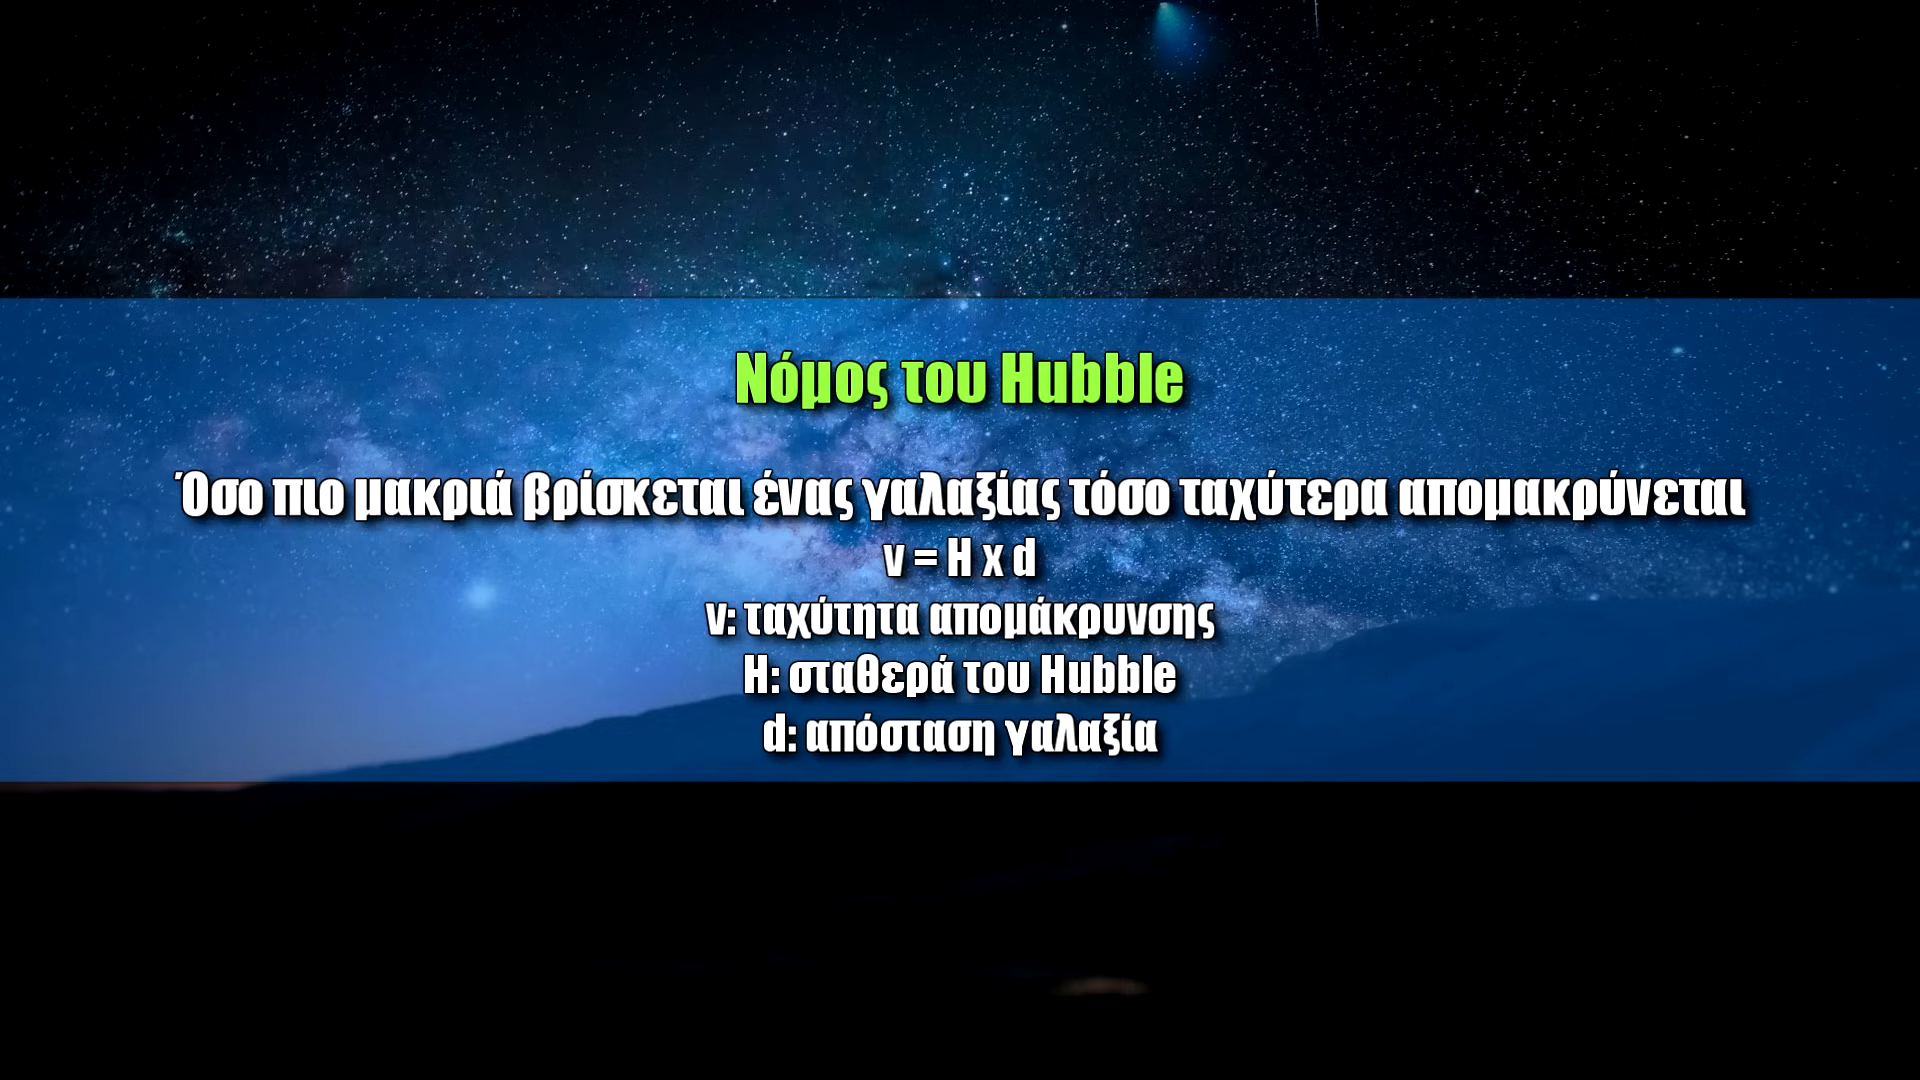 Νόμος του Hubble
Όσο πιο μακριά βρίσκεται ένας γαλαξίας τόσο ταχύτερα απομακρύνεται
v = H x d
v: ταχύτητα απομάκρυνσης
H: σταθερά του Hubble
d: απόσταση γαλαξία